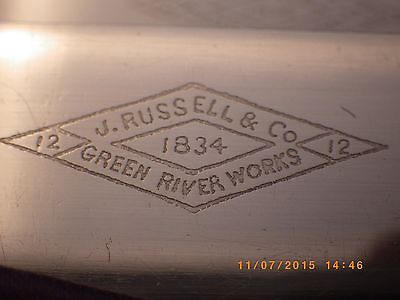 J. RUSSELL & Co
12 1834 12
GREEN RIVER WORKS
11/07/2015 14:46